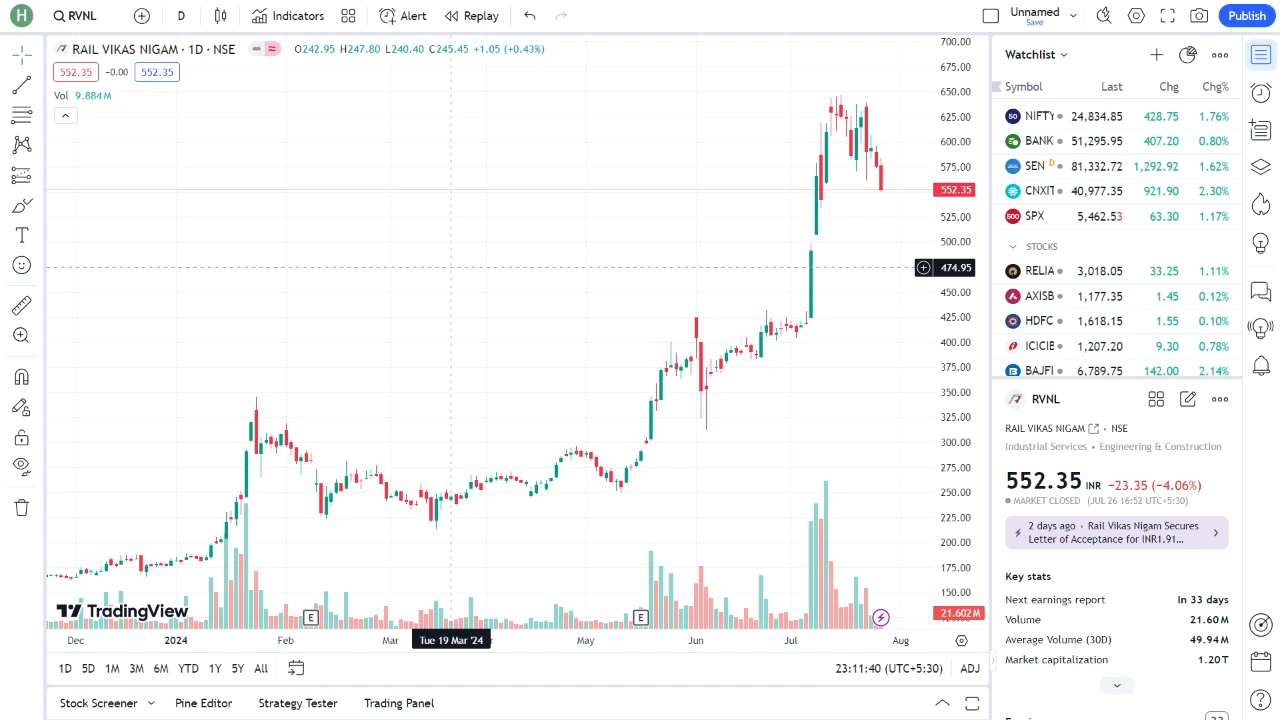 H
RVNL
D
Indicators
Alert
Replay
Unnamed
Save
Publish
RAIL VIKAS NIGAM · 1D · NSE
O242.95 H247.80 L240.40 C245.45 +1.05 (+0.43%)
552.35 -0.00 552.35
Vol 9.884M
700.00
675.00
650.00
625.00
600.00
575.00
552.35
525.00
500.00
474.95
450.00
425.00
400.00
375.00
350.00
325.00
300.00
275.00
250.00
225.00
200.00
175.00
150.00
21.602M
E
E
TradingView
Dec 2024 Feb Mar Tue 19 Mar '24 May Jun Jul Aug
1D 5D 1M 3M 6M YTD 1Y 5Y All
23:11:40 (UTC+5:30) ADJ
Stock Screener Pine Editor Strategy Tester Trading Panel
Watchlist
Symbol Last Chg Chg%
50 NIFTY 24,834.85 428.75 1.76%
BANK 51,295.95 407.20 0.80%
SEN D 81,332.72 1,292.92 1.62%
CNXIT 40,977.35 921.90 2.30%
500 SPX 5,462.53 63.30 1.17%
STOCKS
RELIA 3,018.05 33.25 1.11%
AXISB 1,177.35 1.45 0.12%
HDFC 1,618.15 1.55 0.10%
ICICIB 1,207.20 9.30 0.78%
BAJFI 6,789.75 142.00 2.14%
RVNL
RAIL VIKAS NIGAM · NSE
Industrial Services • Engineering & Construction
552.35 INR −23.35 (−4.06%)
MARKET CLOSED (JUL 26 16:52 UTC+5:30)
2 days ago • Rail Vikas Nigam Secures
Letter of Acceptance for INR1.91...
Key stats
Next earnings report In 33 days
Volume 21.60M
Average Volume (30D) 49.94M
Market capitalization 1.20T